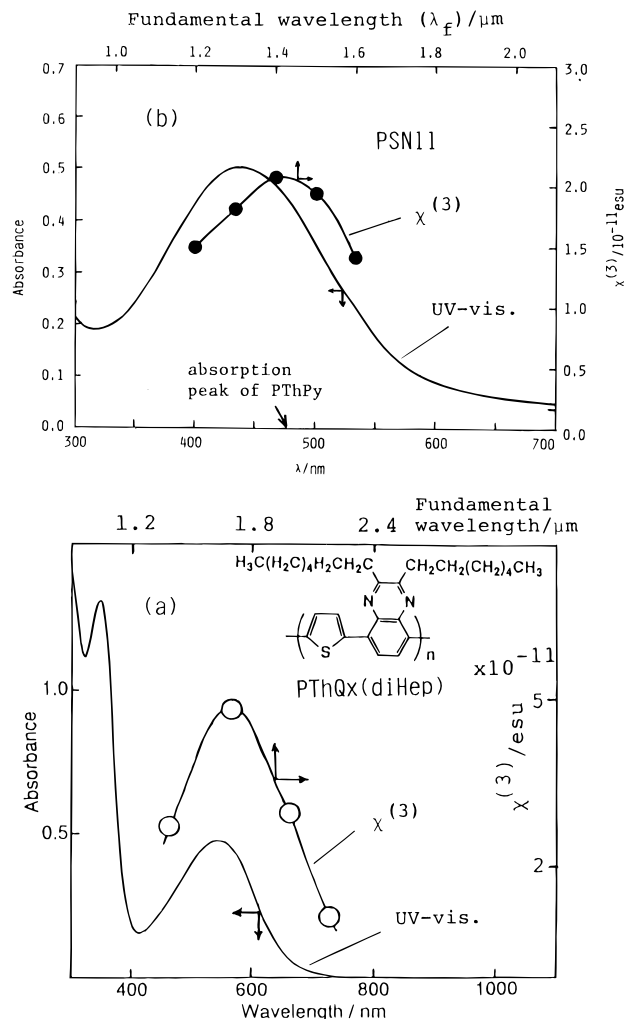 Fundamental wavelength (λf)/μm
1.0 1.2 1.4 1.6 1.8 2.0
0.7 3.0
(b)
0.6 2.5
PSN11
0.5 2.0
χ(3)
0.4 1.5
Absorbance χ(3)/10-11esu
0.3 1.0
UV-vis.
0.2
absorption
peak of PThPy
0.5
0.1
0.0 0.0
300 400 500 600 700
λ/nm
Fundamental
wavelength/μm
1.2 1.8 2.4
H₃C(H₂C)₄H₂CH₂C CH₂CH₂(CH₂)₄CH₃
(a)
N N
S
n
PThQx(diHep)
x10-11
1.0 5
Absorbance χ(3)/esu
0.5 χ(3)
2
UV-vis.
400 600 800 1000
Wavelength / nm